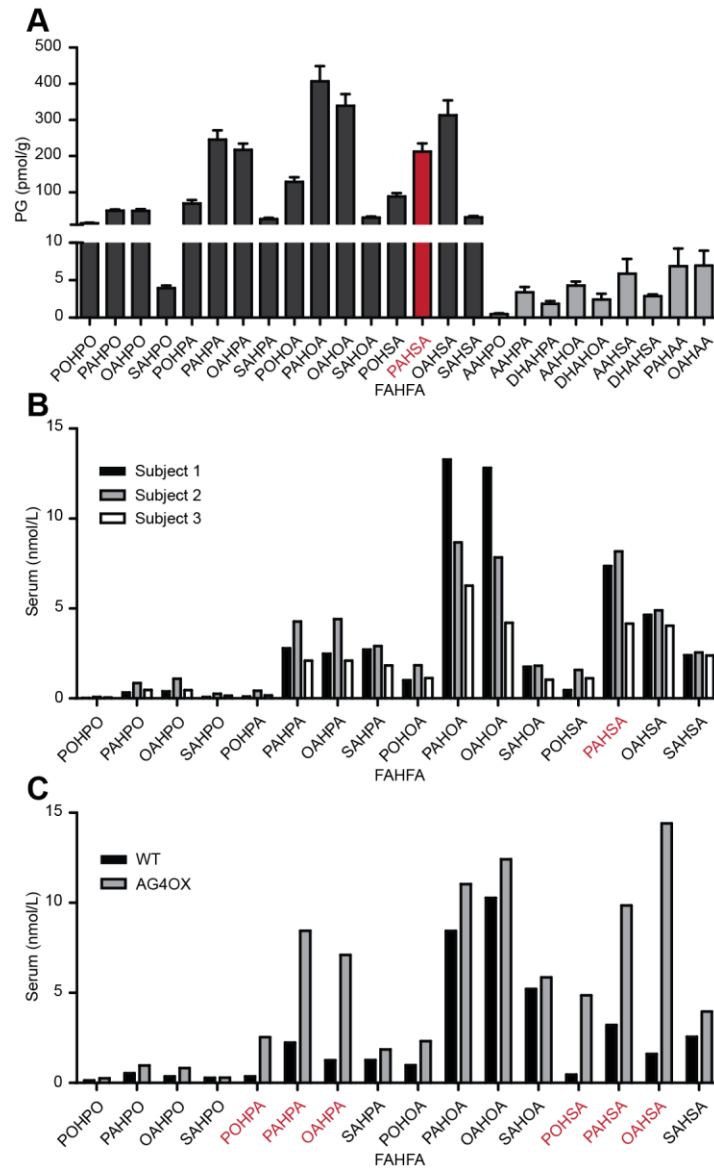 A
500
400
300
200
100
10
5
0
PG (pmol/g)
POHPO PAHPO OAHPO SAHPO POHPA PAHPA OAHPA SAHPA POHOA PAHOA OAHOA SAHOA POHSA PAHSA OAHSA SAHSA AAHPO AAHPA DHAHPA AAHOA DHAHOA AAHSA DHAHSA PAHAA OAHAA
FAHFA
B
15
10
5
0
Serum (nmol/L)
Subject 1
Subject 2
Subject 3
POHPO PAHPO OAHPO SAHPO POHPA PAHPA OAHPA SAHPA POHOA PAHOA OAHOA SAHOA POHSA PAHSA OAHSA SAHSA
FAHFA
C
15
10
5
0
Serum (nmol/L)
WT
AG4OX
POHPO PAHPO OAHPO SAHPO POHPA PAHPA OAHPA SAHPA POHOA PAHOA OAHOA SAHOA POHSA PAHSA OAHSA SAHSA
FAHFA